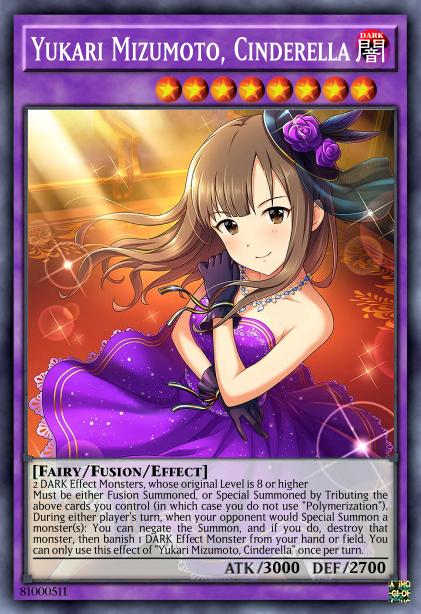 YUKARI MIZUMOTO, CINDERELLA
DARK
闇
[FAIRY/FUSION/EFFECT]
2 DARK Effect Monsters, whose original Level is 8 or higher
Must be either Fusion Summoned, or Special Summoned by Tributing the
above cards you control (in which case you do not use "Polymerization").
During either player's turn, when your opponent would Special Summon a
monster(s): You can negate the Summon, and if you do, destroy that
monster, then banish 1 DARK Effect Monster from your hand or field. You
can only use this effect of "Yukari Mizumoto, Cinderella" once per turn.
ATK/3000 DEF/2700
81000511